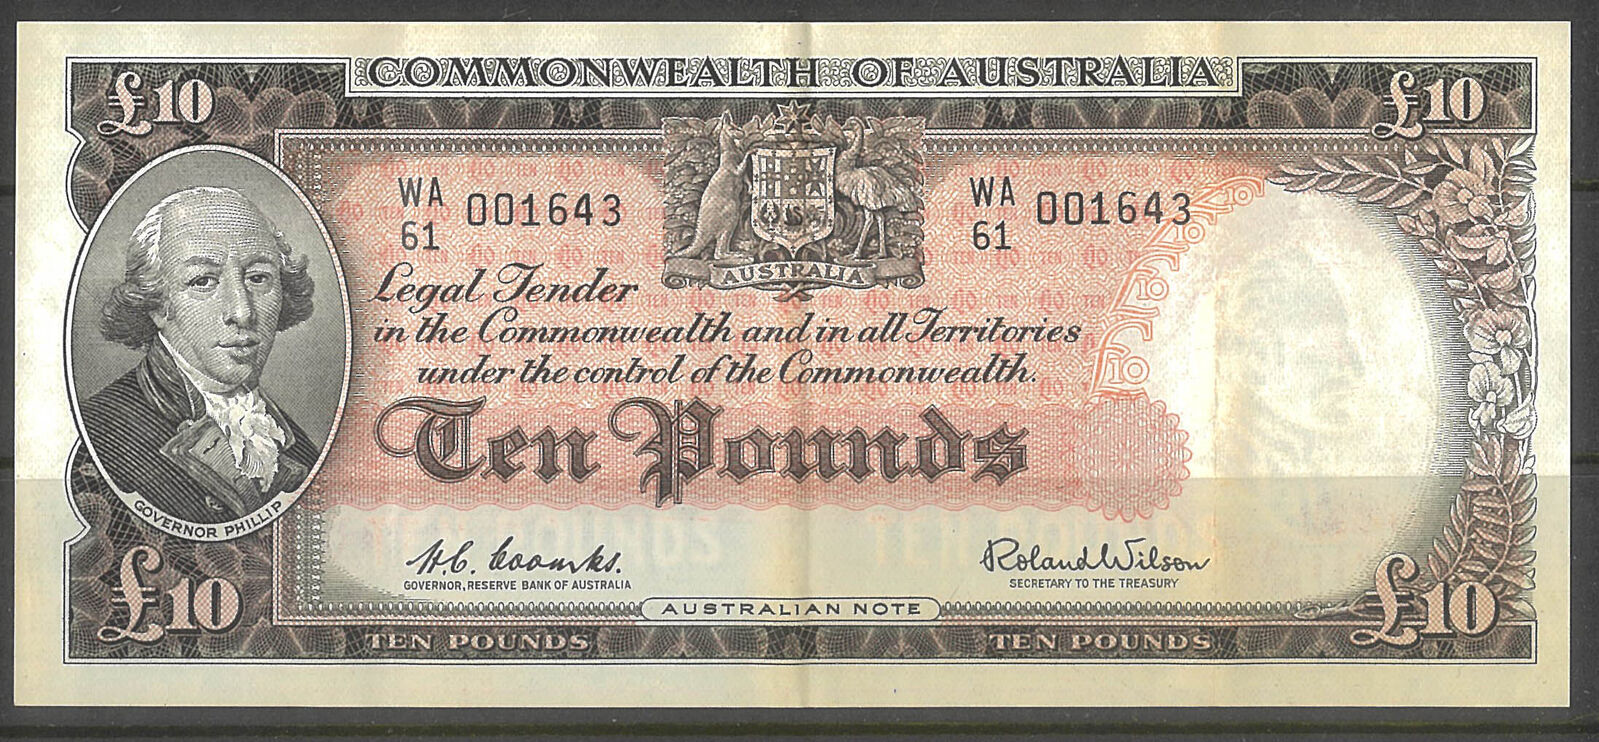 COMMONWEALTH OF AUSTRALIA
£10 £10
WA 61 001643
WA 61 001643
AUSTRALIA
Legal Tender
in the Commonwealth and in all Territories
under the control of the Commonwealth.
Ten Pounds
GOVERNOR PHILLIP
H.C. Coombs.
GOVERNOR, RESERVE BANK OF AUSTRALIA
Roland Wilson
SECRETARY TO THE TREASURY
£10 £10
AUSTRALIAN NOTE
TEN POUNDS TEN POUNDS